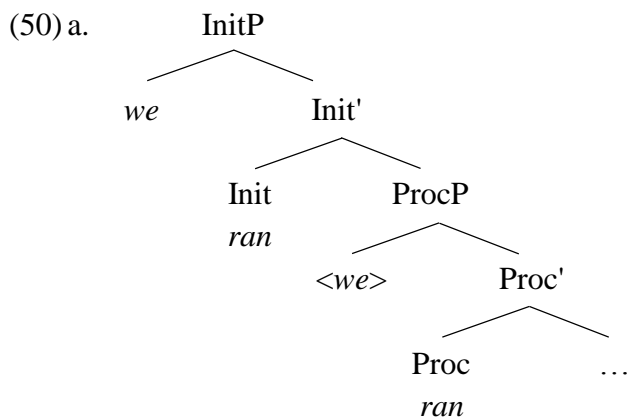 (50) a. InitP
we Init'
Init ProcP
ran
<we> Proc'
Proc …
ran